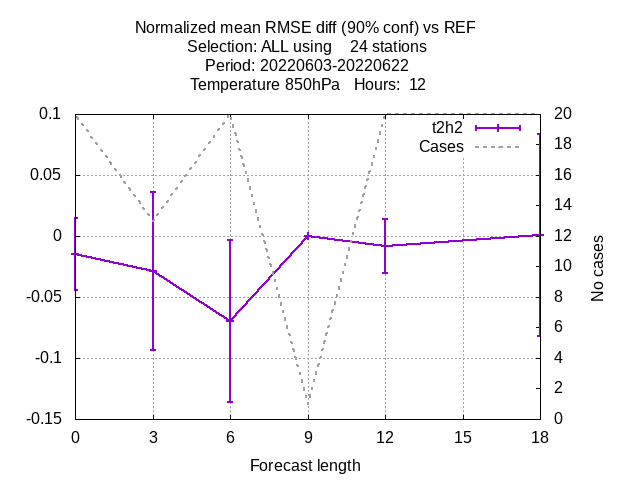 Normalized mean RMSE diff (90% conf) vs REF
Selection: ALL using    24 stations
Period: 20220603-20220622
Temperature 850hPa   Hours:  12
0.1
0.05
0
-0.05
-0.1
-0.15
t2h2
Cases
20
18
16
14
12
10
8
6
4
2
0
No cases
0 3 6 9 12 15 18
Forecast length